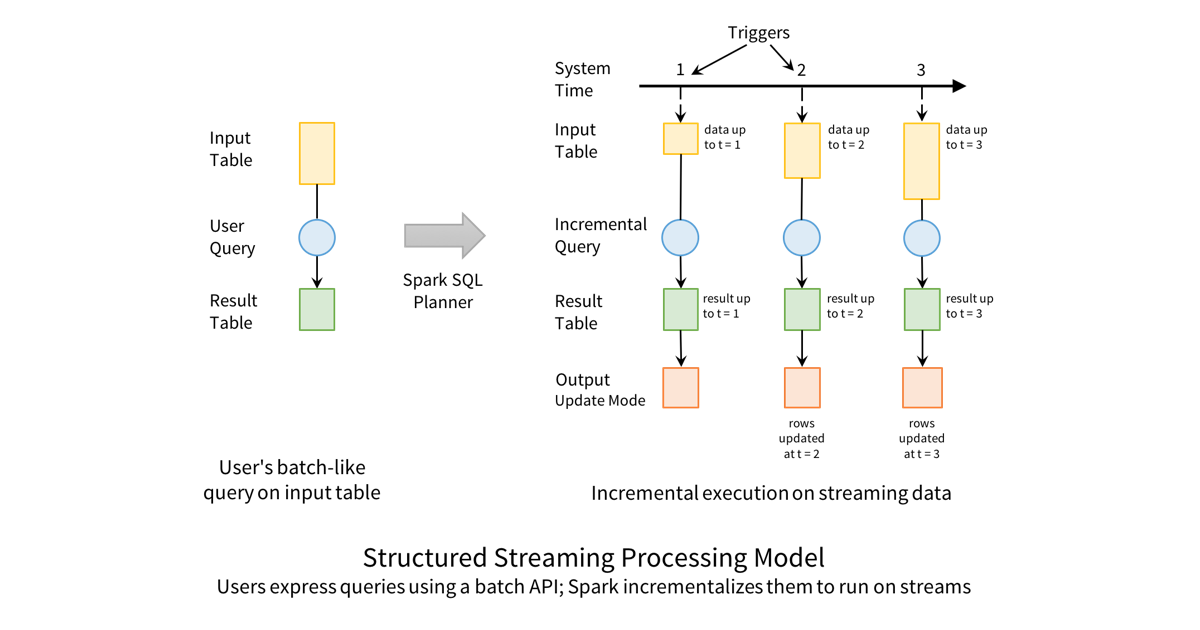 Triggers
System
Time
1
2
3
Input
Table
Input
Table
data up
to t = 1
data up
to t = 2
data up
to t = 3
User
Query
Spark SQL
Planner
Incremental
Query
Result
Table
Result
Table
result up
to t = 1
result up
to t = 2
result up
to t = 3
Output
Update Mode
rows
updated
at t = 2
rows
updated
at t = 3
User's batch-like
query on input table
Incremental execution on streaming data
Structured Streaming Processing Model
Users express queries using a batch API; Spark incrementalizes them to run on streams